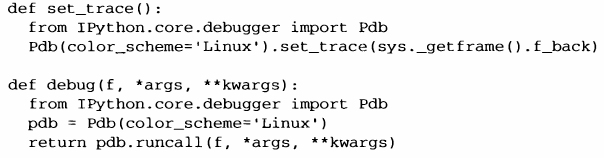 def set_trace():
  from IPython.core.debugger import Pdb
  Pdb(color_scheme='Linux').set_trace(sys._getframe().f_back)

def debug(f, *args, **kwargs):
  from IPython.core.debugger import Pdb
  pdb = Pdb(color_scheme='Linux')
  return pdb.runcall(f, *args, **kwargs)